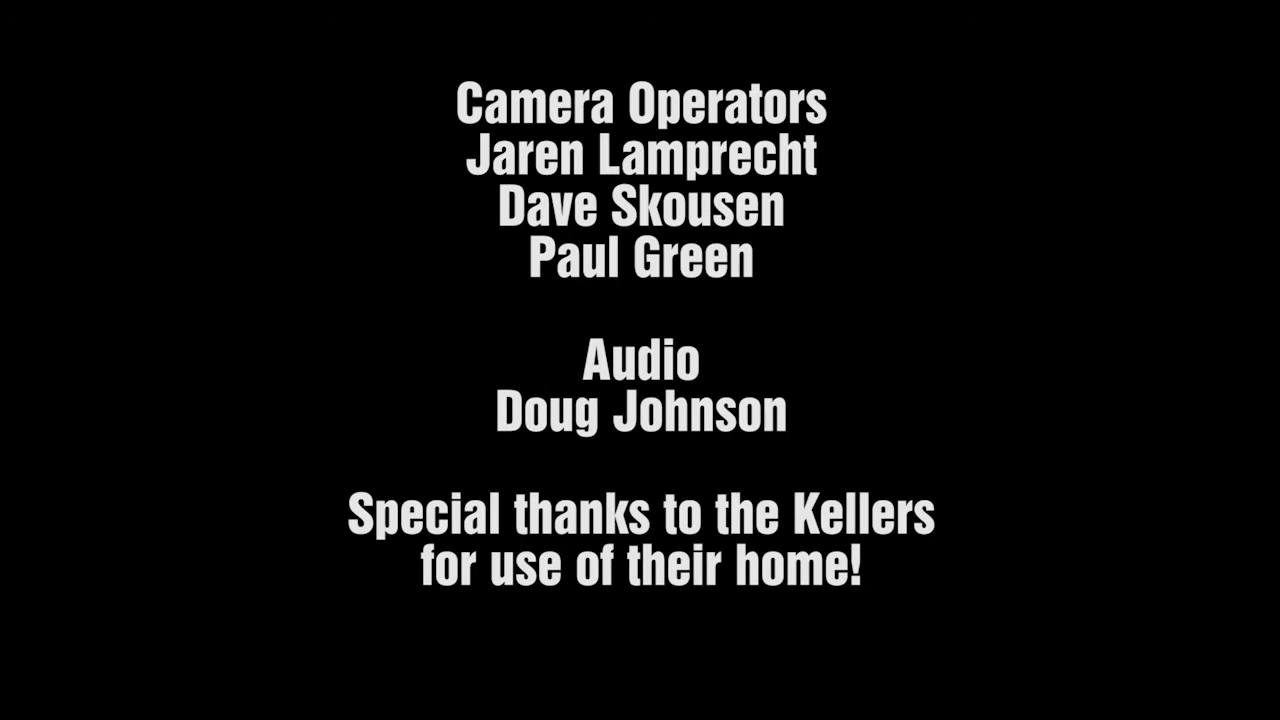 Camera Operators
Jaren Lamprecht
Dave Skousen
Paul Green
Audio
Doug Johnson
Special thanks to the Kellers
for use of their home!